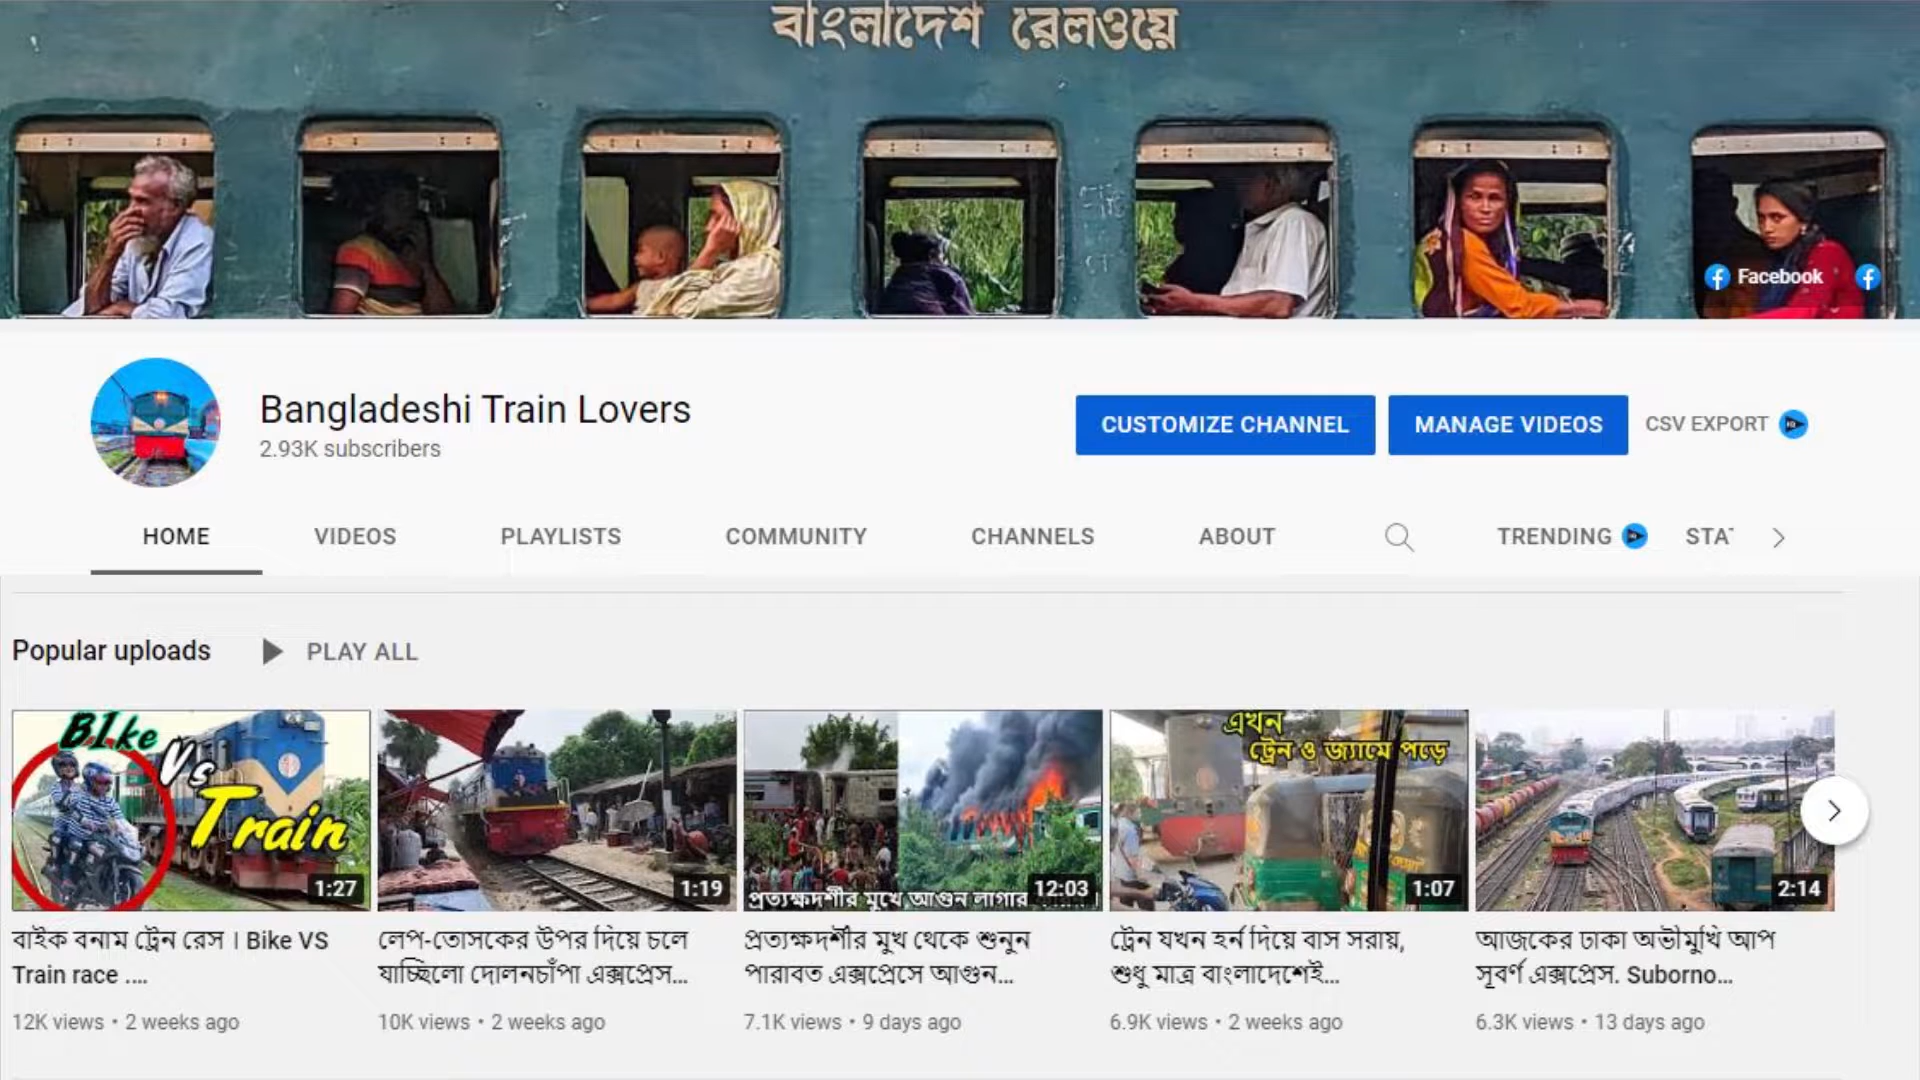 বাংলাদেশ রেলওয়ে
Facebook
Bangladeshi Train Lovers
2.93K subscribers
CUSTOMIZE CHANNEL
MANAGE VIDEOS
CSV EXPORT
HOME
VIDEOS
PLAYLISTS
COMMUNITY
CHANNELS
ABOUT
TRENDING
STAT
Popular uploads
PLAY ALL
BIke
Vs
Train
1:27
1:19
প্রত্যক্ষদর্শীর মুখে আগুন লাগার
12:03
এখন
ট্রেন ও জ্যামে পড়ে
1:07
2:14
বাইক বনাম ট্রেন রেস । Bike VS
Train race ....
12K views • 2 weeks ago
লেপ-তোসকের উপর দিয়ে চলে
যাচ্ছিলো দোলনচাঁপা এক্সপ্রেস...
10K views • 2 weeks ago
প্রত্যক্ষদর্শীর মুখ থেকে শুনুন
পারাবত এক্সপ্রেসে আগুন...
7.1K views • 9 days ago
ট্রেন যখন হর্ন দিয়ে বাস সরায়,
শুধু মাত্র বাংলাদেশেই...
6.9K views • 2 weeks ago
আজকের ঢাকা অভীমুখি আপ
সূবর্ণ এক্সপ্রেস. Suborno...
6.3K views • 13 days ago